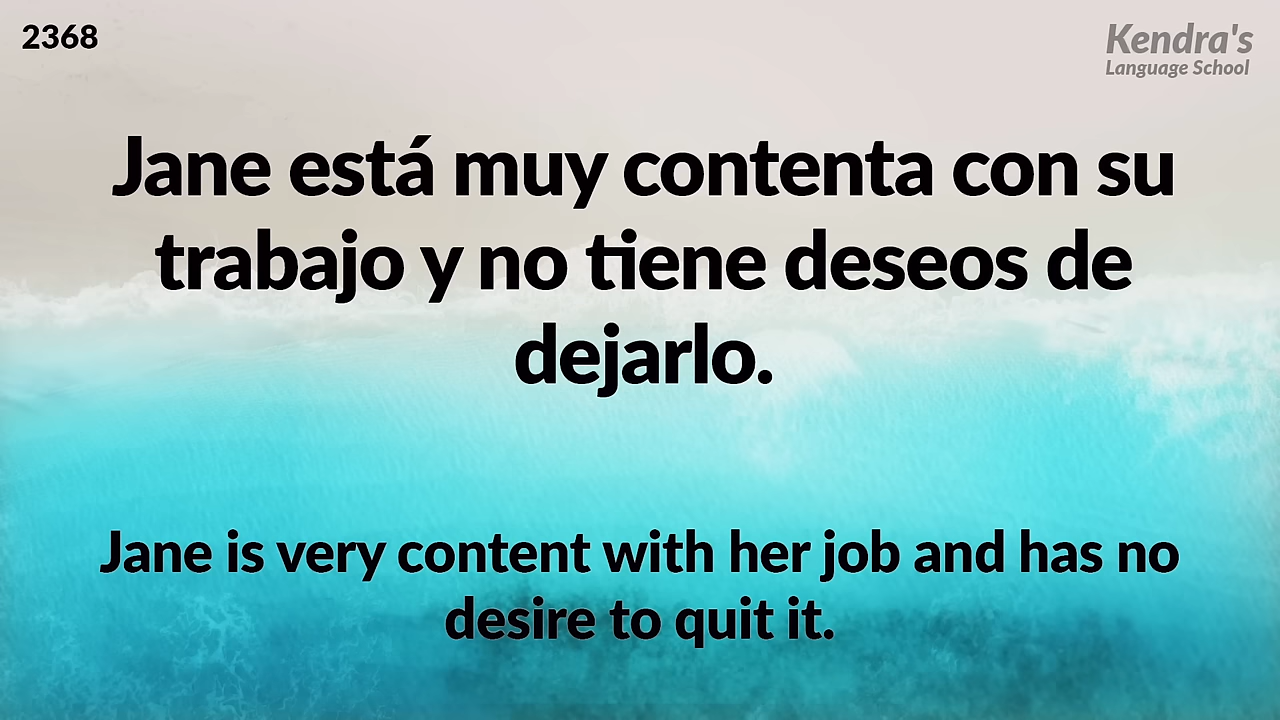 2368
Kendra's
Language School
Jane está muy contenta con su
trabajo y no tiene deseos de
dejarlo.
Jane is very content with her job and has no
desire to quit it.